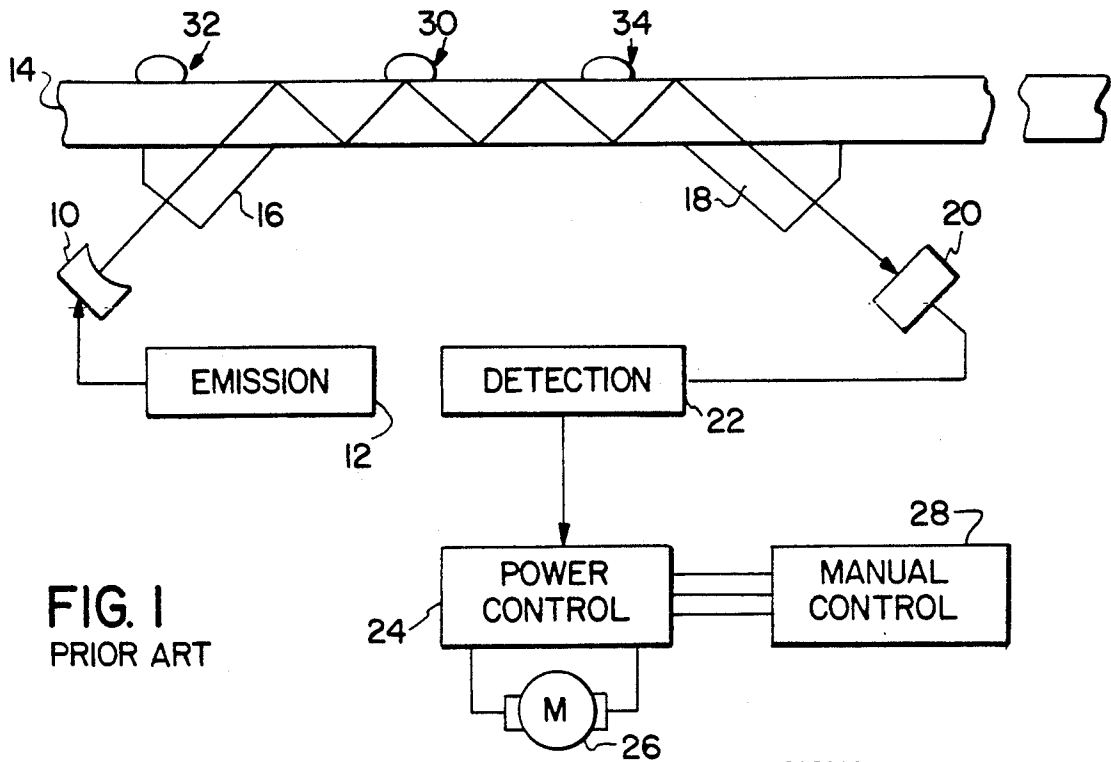 32
30
34
14
16
18
10
20
EMISSION
DETECTION
12
22
28
POWER
CONTROL
MANUAL
CONTROL
24
FIG. 1
PRIOR ART
M
26